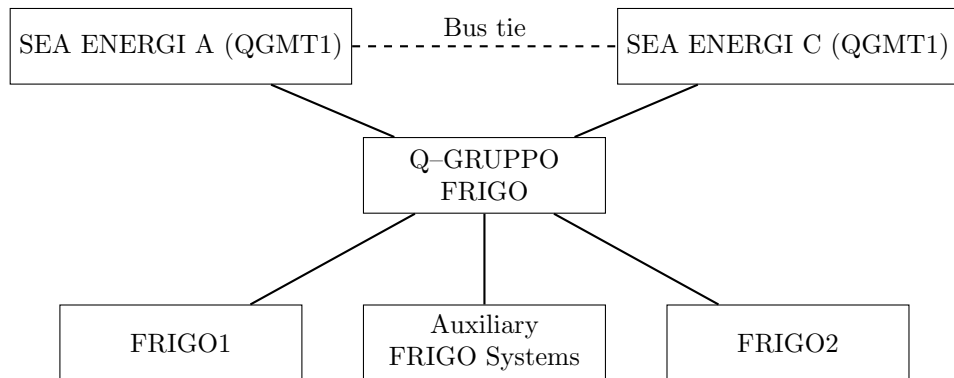 Bus tie
SEA ENERGI A (QGMT1)
SEA ENERGI C (QGMT1)
Q–GRUPPO
FRIGO
FRIGO1
Auxiliary
FRIGO Systems
FRIGO2